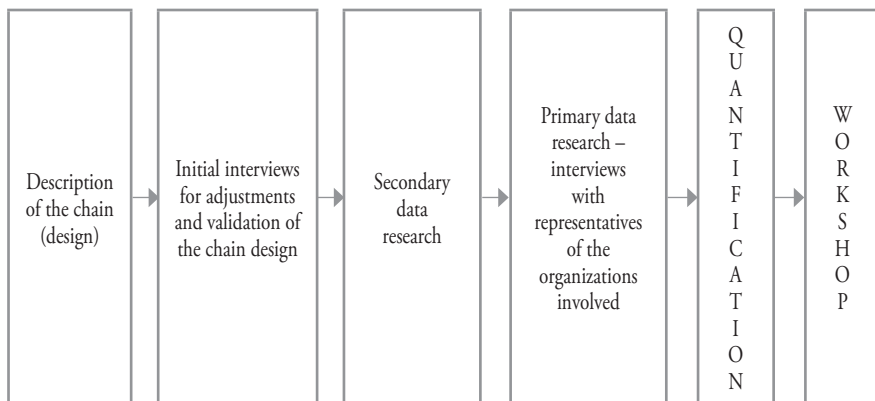 Description
of the chain
(design)
Initial interviews
for adjustments
and validation of
the chain design
Secondary
data
research
Primary data
research –
interviews
with
representatives
of the
organizations
involved
Q
U
A
N
T
I
F
I
C
A
T
I
O
N
W
O
R
K
S
H
O
P